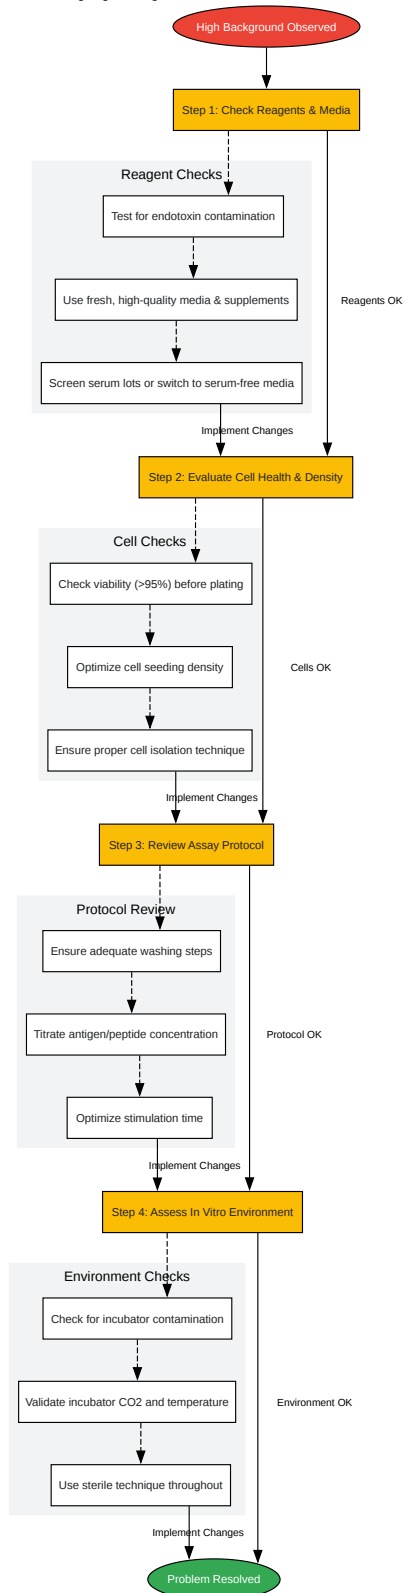 High Background Observed
Step 1: Check Reagents & Media
Reagent Checks
Test for endotoxin contamination
Use fresh, high-quality media & supplements
Reagents OK
Screen serum lots or switch to serum-free media
Implement Changes
Step 2: Evaluate Cell Health & Density
Cell Checks
Check viability (>95%) before plating
Optimize cell seeding density
Cells OK
Ensure proper cell isolation technique
Implement Changes
Step 3: Review Assay Protocol
Protocol Review
Ensure adequate washing steps
Titrate antigen/peptide concentration
Protocol OK
Optimize stimulation time
Implement Changes
Step 4: Assess In Vitro Environment
Environment Checks
Check for incubator contamination
Validate incubator CO2 and temperature
Environment OK
Use sterile technique throughout
Implement Changes
Problem Resolved